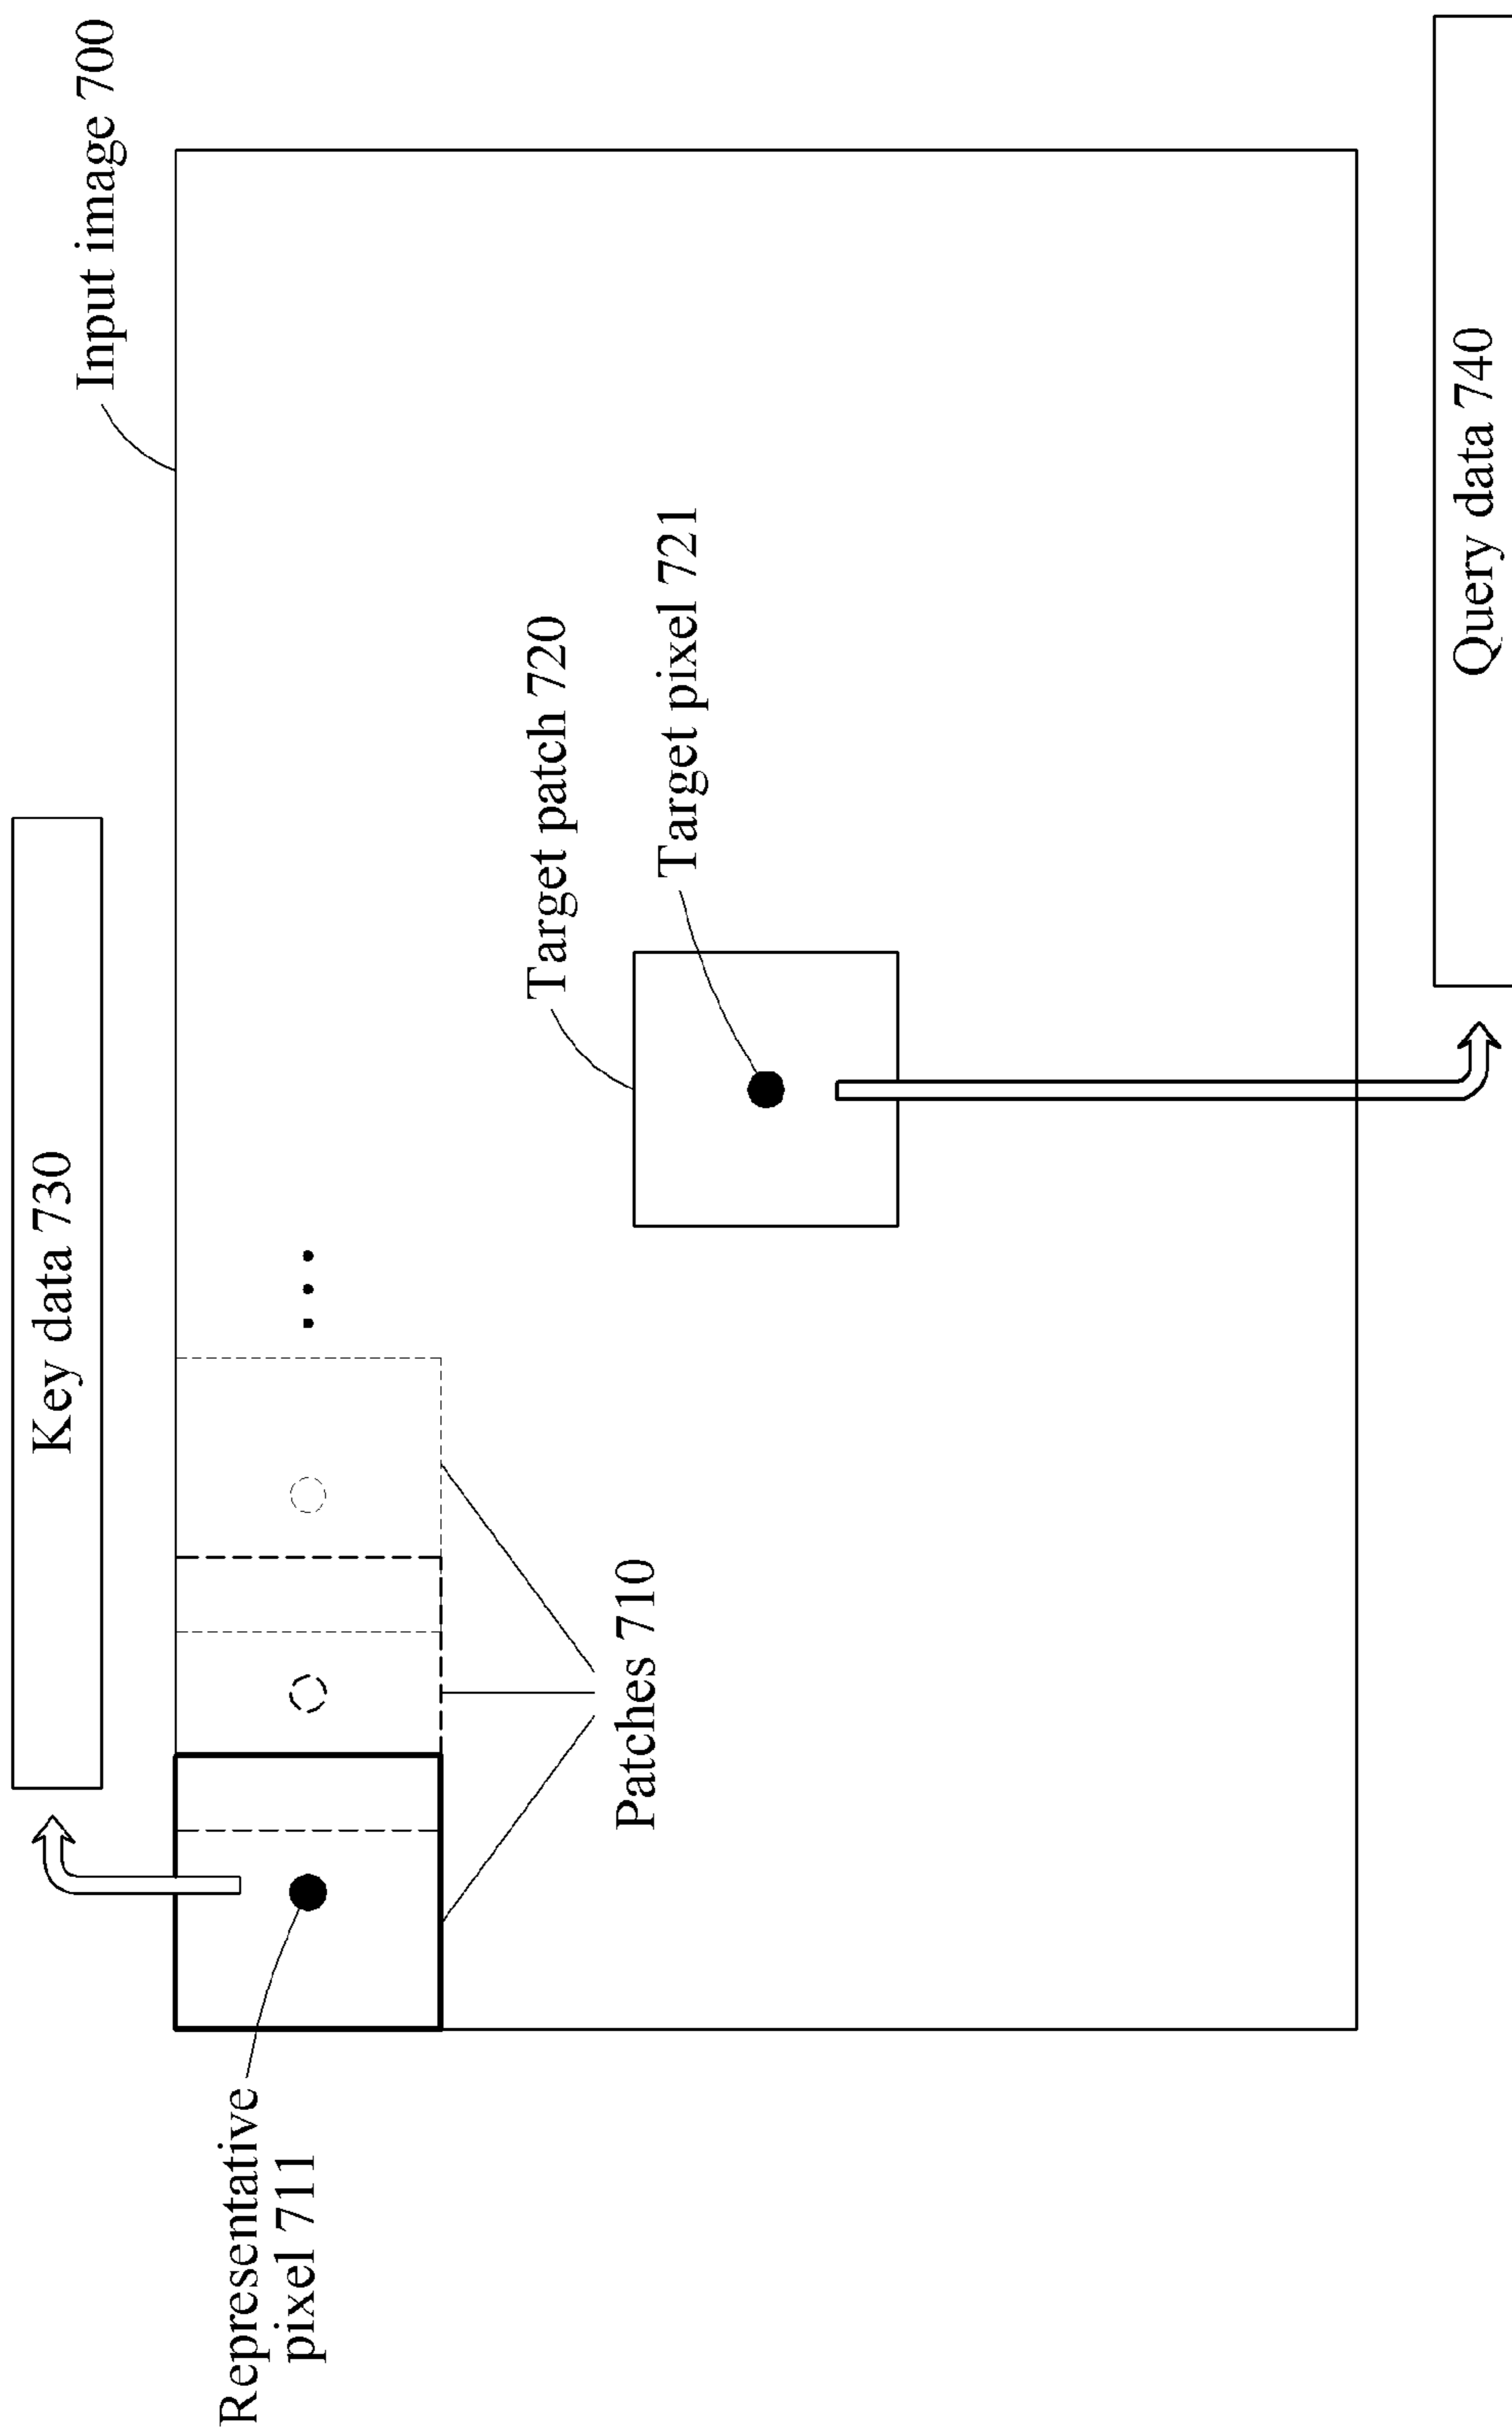 Key data 730
Input image 700
Representative
pixel 711
Target patch 720
Target pixel 721
Patches 710
Query data 740